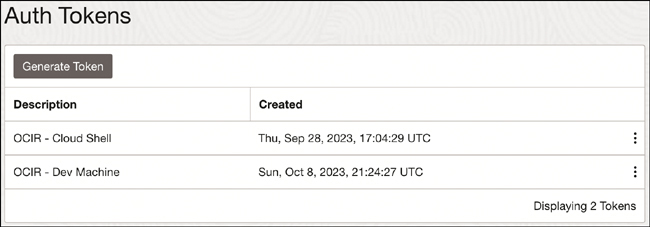 Auth Tokens
Generate Token
Description Created
OCIR - Cloud Shell Thu, Sep 28, 2023, 17:04:29 UTC
OCIR - Dev Machine Sun, Oct 8, 2023, 21:24:27 UTC
Displaying 2 Tokens